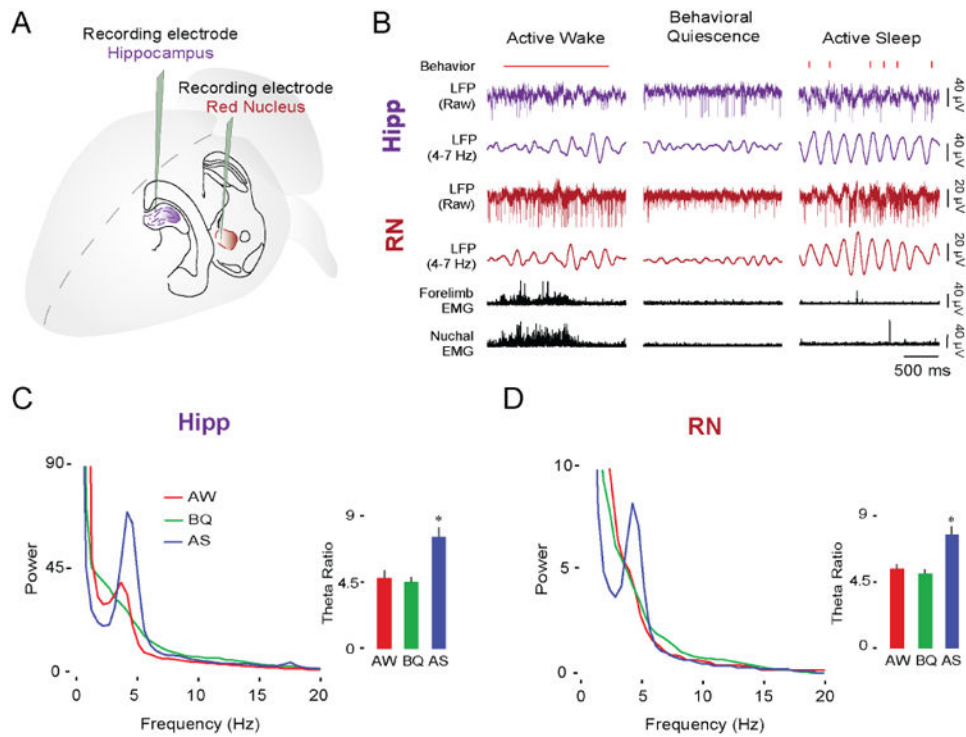 A
Recording electrode
Hippocampus
Recording electrode
Red Nucleus
B
Active Wake
Behavioral
Quiescence
Active Sleep
Behavior
Hipp
LFP
(Raw)
40 µV
LFP
(4-7 Hz)
40 µV
RN
LFP
(Raw)
20 µV
LFP
(4-7 Hz)
20 µV
Forelimb
EMG
40 µV
Nuchal
EMG
40 µV
500 ms
C
Hipp
Power
90
45
0
0 5 10 15 20
Frequency (Hz)
AW
BQ
AS
Theta Ratio
9
4.5
0
*
AW BQ AS
D
RN
Power
10
5
0
0 5 10 15 20
Frequency (Hz)
Theta Ratio
9
4.5
0
*
AW BQ AS